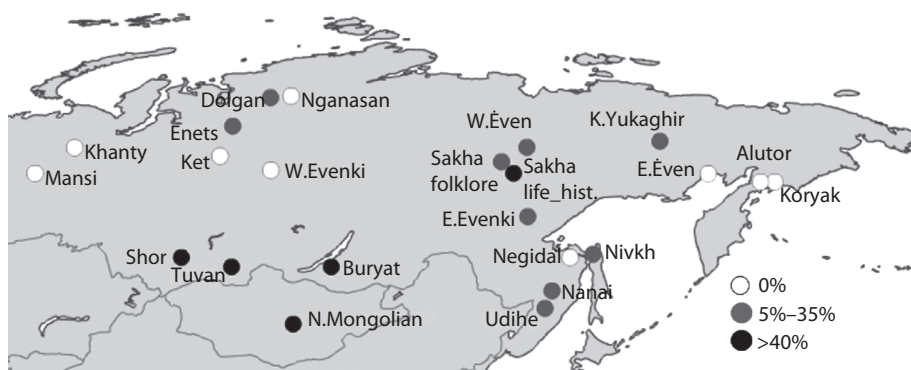 Dolgan
Nganasan
Enets
W.Ėven
K.Yukaghir
Khanty
Ket
Mansi
W.Evenki
Sakha
folklore
Sakha
life_hist.
E.Ėven
Alutor
Koryak
E.Evenki
Shor
Tuvan
Buryat
Negidal
Nivkh
Nanai
Udihe
N.Mongolian
0%
5%–35%
>40%